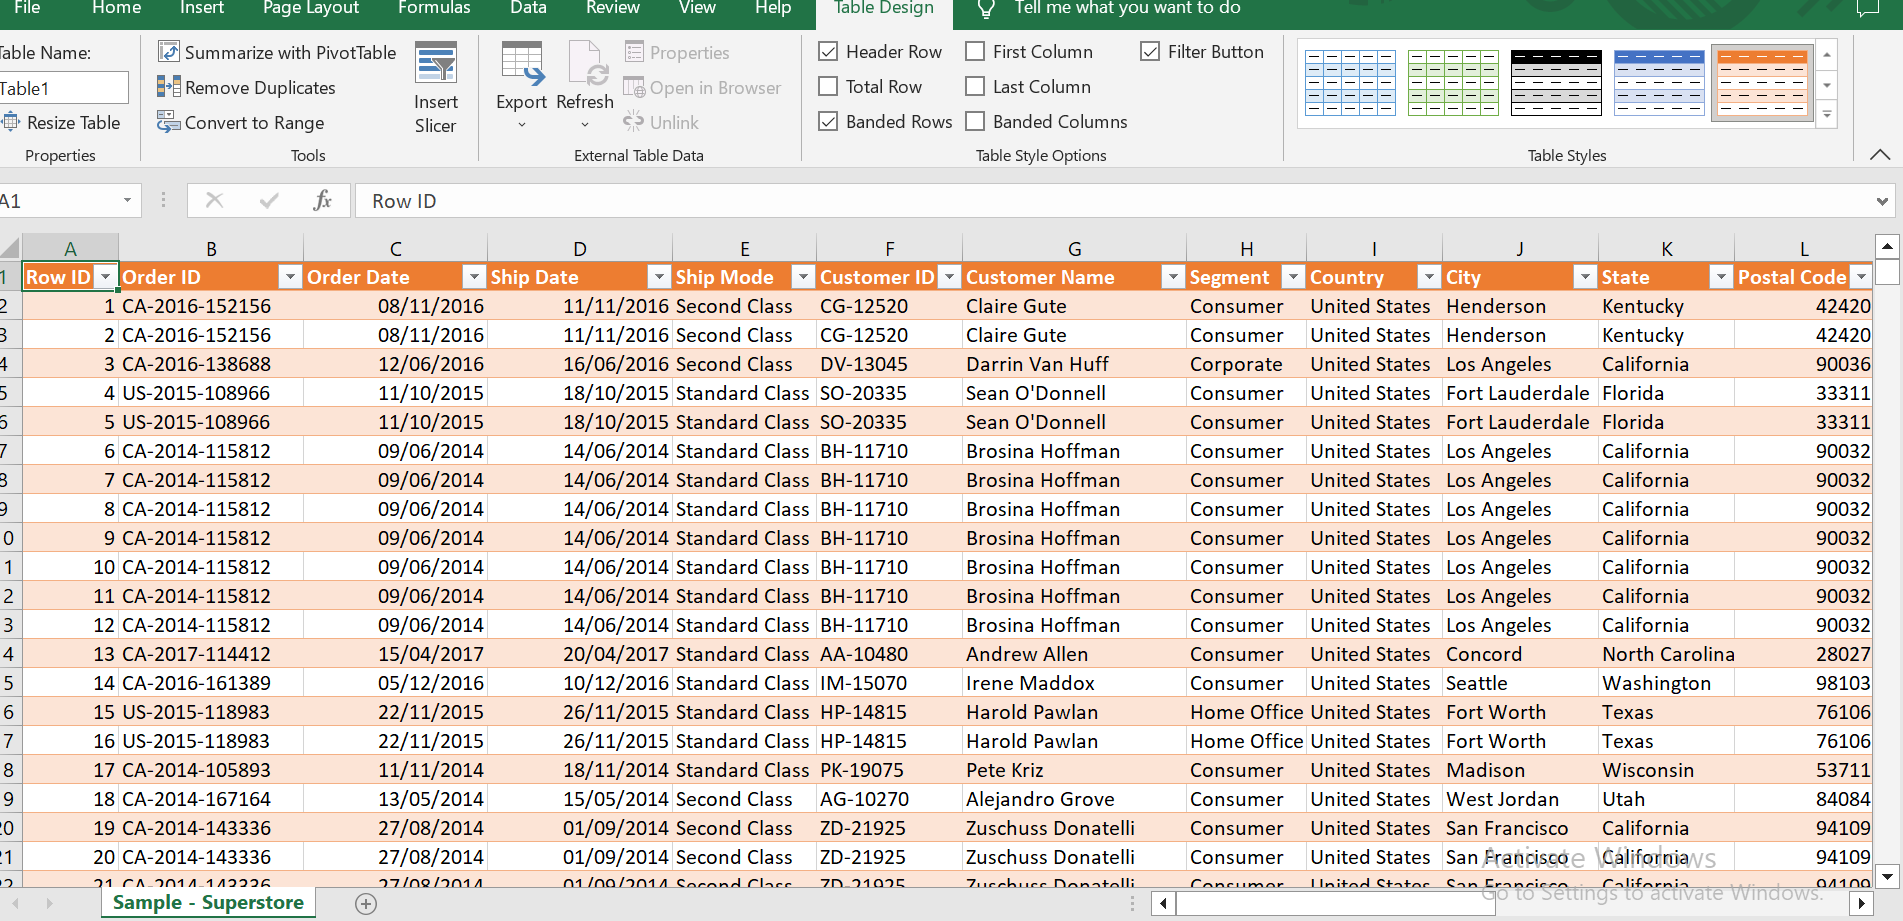 File Home Insert Page Layout Formulas Data Review View Help Table Design Tell me what you want to do
Table Name:
Table1
Resize Table
Properties
Summarize with PivotTable
Remove Duplicates
Convert to Range
Tools
Insert
Slicer
Export
Refresh
Properties
Open in Browser
Unlink
External Table Data
Header Row First Column Filter Button
Total Row Last Column
Banded Rows Banded Columns
Table Style Options
Table Styles
A1 fx Row ID
A B C D E F G H I J K L
1 Row ID Order ID Order Date Ship Date Ship Mode Customer ID Customer Name Segment Country City State Postal Code
2 1 CA-2016-152156 08/11/2016 11/11/2016 Second Class CG-12520 Claire Gute Consumer United States Henderson Kentucky 42420
3 2 CA-2016-152156 08/11/2016 11/11/2016 Second Class CG-12520 Claire Gute Consumer United States Henderson Kentucky 42420
4 3 CA-2016-138688 12/06/2016 16/06/2016 Second Class DV-13045 Darrin Van Huff Corporate United States Los Angeles California 90036
5 4 US-2015-108966 11/10/2015 18/10/2015 Standard Class SO-20335 Sean O'Donnell Consumer United States Fort Lauderdale Florida 33311
6 5 US-2015-108966 11/10/2015 18/10/2015 Standard Class SO-20335 Sean O'Donnell Consumer United States Fort Lauderdale Florida 33311
7 6 CA-2014-115812 09/06/2014 14/06/2014 Standard Class BH-11710 Brosina Hoffman Consumer United States Los Angeles California 90032
8 7 CA-2014-115812 09/06/2014 14/06/2014 Standard Class BH-11710 Brosina Hoffman Consumer United States Los Angeles California 90032
9 8 CA-2014-115812 09/06/2014 14/06/2014 Standard Class BH-11710 Brosina Hoffman Consumer United States Los Angeles California 90032
0 9 CA-2014-115812 09/06/2014 14/06/2014 Standard Class BH-11710 Brosina Hoffman Consumer United States Los Angeles California 90032
1 10 CA-2014-115812 09/06/2014 14/06/2014 Standard Class BH-11710 Brosina Hoffman Consumer United States Los Angeles California 90032
2 11 CA-2014-115812 09/06/2014 14/06/2014 Standard Class BH-11710 Brosina Hoffman Consumer United States Los Angeles California 90032
3 12 CA-2014-115812 09/06/2014 14/06/2014 Standard Class BH-11710 Brosina Hoffman Consumer United States Los Angeles California 90032
4 13 CA-2017-114412 15/04/2017 20/04/2017 Standard Class AA-10480 Andrew Allen Consumer United States Concord North Carolina 28027
5 14 CA-2016-161389 05/12/2016 10/12/2016 Standard Class IM-15070 Irene Maddox Consumer United States Seattle Washington 98103
6 15 US-2015-118983 22/11/2015 26/11/2015 Standard Class HP-14815 Harold Pawlan Home Office United States Fort Worth Texas 76106
7 16 US-2015-118983 22/11/2015 26/11/2015 Standard Class HP-14815 Harold Pawlan Home Office United States Fort Worth Texas 76106
8 17 CA-2014-105893 11/11/2014 18/11/2014 Standard Class PK-19075 Pete Kriz Consumer United States Madison Wisconsin 53711
9 18 CA-2014-167164 13/05/2014 15/05/2014 Second Class AG-10270 Alejandro Grove Consumer United States West Jordan Utah 84084
20 19 CA-2014-143336 27/08/2014 01/09/2014 Second Class ZD-21925 Zuschuss Donatelli Consumer United States San Francisco California 94109
21 20 CA-2014-143336 27/08/2014 01/09/2014 Second Class ZD-21925 Zuschuss Donatelli Consumer United States San Francisco California 94109
22 21 CA-2014-143336 27/08/2014 01/09/2014 Second Class ZD-21925 Zuschuss Donatelli Consumer United States San Francisco California 94109
Activate Windows
Go to Settings to activate Windows.
Sample - Superstore